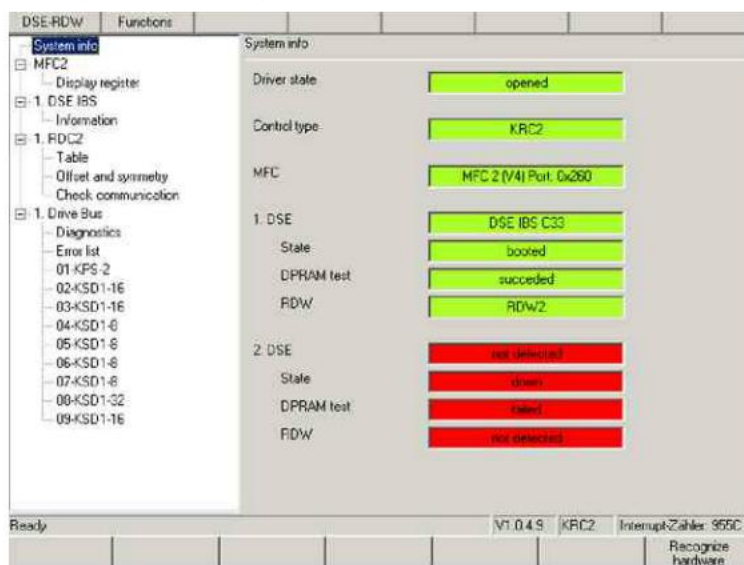 DSE-RDW Functions
System info
MFC2
Display register
1. DSE IBS
Information
1. RDC2
Table
Offset and symmetry
Check communication
1. Drive Bus
Diagnostics
Error list
01-KPS-2
02-KSD1-16
03-KSD1-16
04-KSD1-8
05-KSD1-8
06-KSD1-8
07-KSD1-8
08-KSD1-32
09-KSD1-16
System info
Driver state opened
Control type KRC2
MFC MFC 2 (V4) Port: 0x260
1. DSE DSE IBS C33
State booted
DPRAM test succeded
RDW RDW2
2. DSE not detected
State down
DPRAM test failed
RDW not detected
Ready V1.0.4.9 KRC2 Interrupt-Zähler: 955C
Recognize
hardware